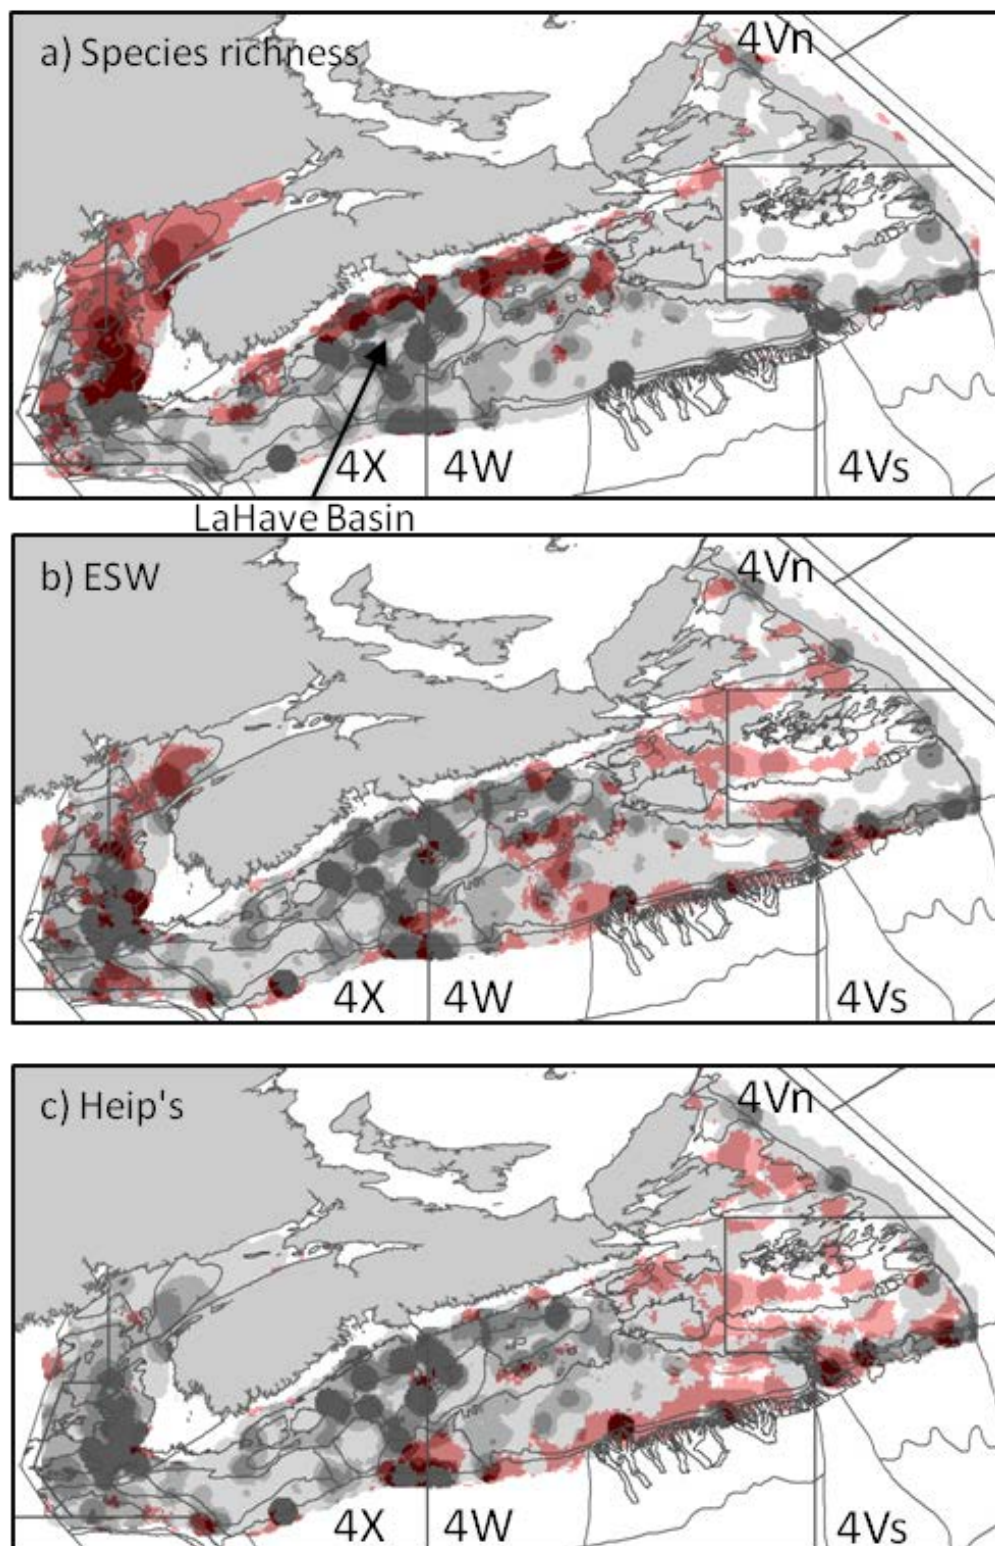 a) Species richness
4Vn
4X
4W
4Vs
LaHave Basin
b) ESW
4Vn
4X
4W
4Vs
c) Heip's
4Vn
4X
4W
4Vs